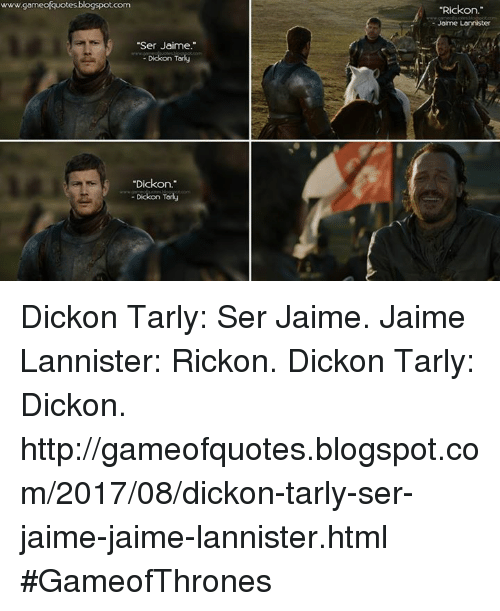 www.gameofquotes.blogspot.com
"Ser Jaime."
- Dickon Tarly
"Rickon."
- Jaime Lannister
"Dickon."
- Dickon Tarly
Dickon Tarly: Ser Jaime. Jaime
Lannister: Rickon. Dickon Tarly:
Dickon.
http://gameofquotes.blogspot.co
m/2017/08/dickon-tarly-ser-
jaime-jaime-lannister.html
#GameofThrones